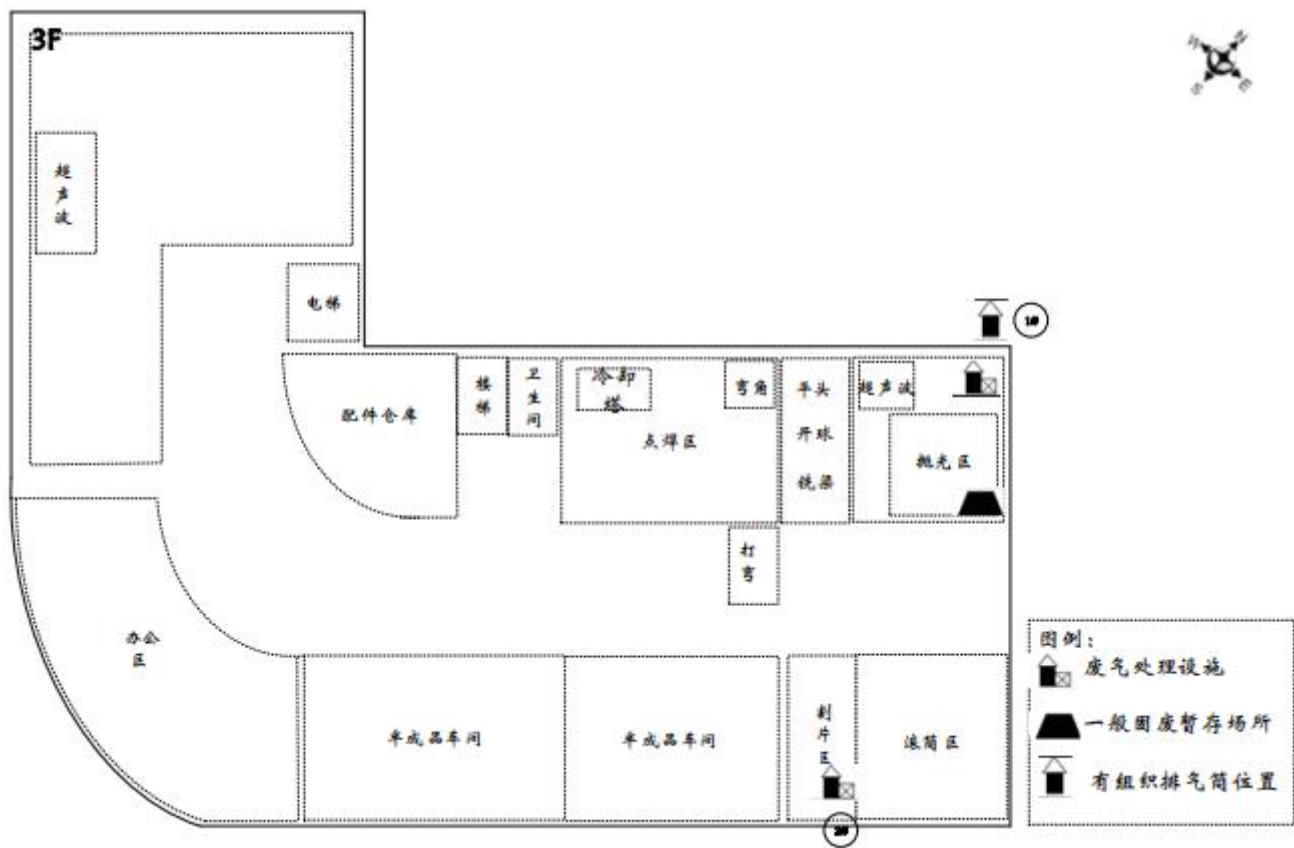 3F
N
W
S
E
超声波
电梯
1#
配件仓库
楼梯
卫生间
冷却塔
弯角
点焊区
平头
开球
铣梁
超声波
抛光区
打弯
办公区
半成品车间
半成品车间
割片区
滚筒区
2#
图例：
废气处理设施
一般固废暂存场所
有组织排气筒位置